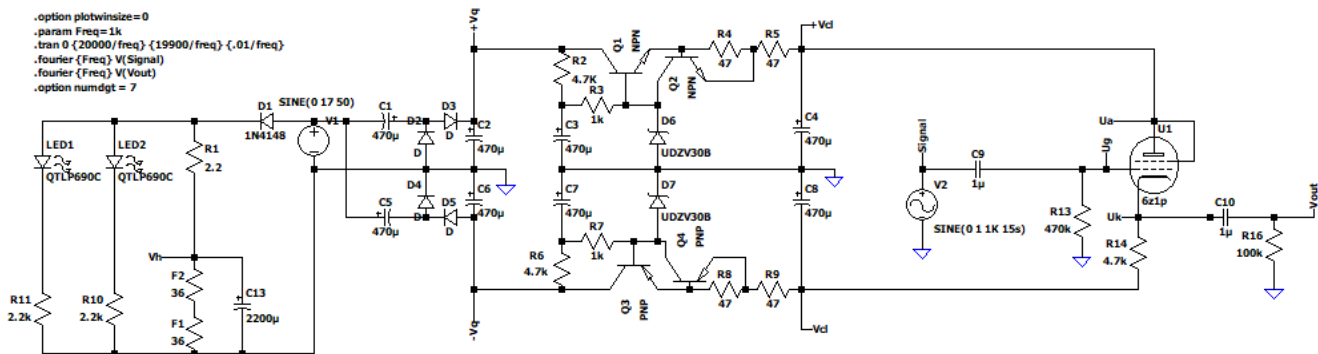 .option plotwinsize=0
.param Freq=1k
.tran 0 {20000/freq} {19900/freq} {.01/freq}
.fourier {Freq} V(Signal)
.fourier {Freq} V(Vout)
.option numdgt = 7
D1
1N4148
SINE(0 17 50)
V1
LED1
QTLP690C
LED2
QTLP690C
R1
2.2
Vh
F2
36
F1
36
C13
2200µ
R11
2.2k
R10
2.2k
C1
470µ
D2
D
D3
D
C2
470µ
D4
D
C5
470µ
D5
D
C6
470µ
+Vq
-Vq
R2
4.7K
R3
1k
Q1
NPN
Q2
NPN
R4
47
R5
47
C3
470µ
D6
UDZV30B
C7
470µ
D7
UDZV30B
R6
4.7k
R7
1k
Q3
PNP
Q4
PNP
R8
47
R9
47
+Vcl
C4
470µ
C8
470µ
-Vcl
Signal
V2
SINE(0 1 1K 15s)
C9
1µ
Ug
R13
470k
Ua
U1
6z1p
Uk
R14
4.7k
C10
1µ
R16
100k
Vout